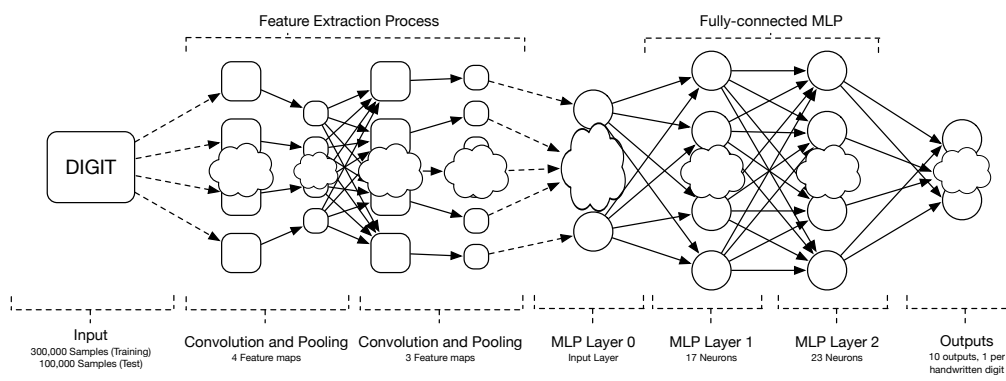 Feature Extraction Process
Fully-connected MLP
DIGIT
Input
300,000 Samples (Training)
100,000 Samples (Test)
Convolution and Pooling
4 Feature maps
Convolution and Pooling
3 Feature maps
MLP Layer 0
Input Layer
MLP Layer 1
17 Neurons
MLP Layer 2
23 Neurons
Outputs
10 outputs, 1 per
handwritten digit